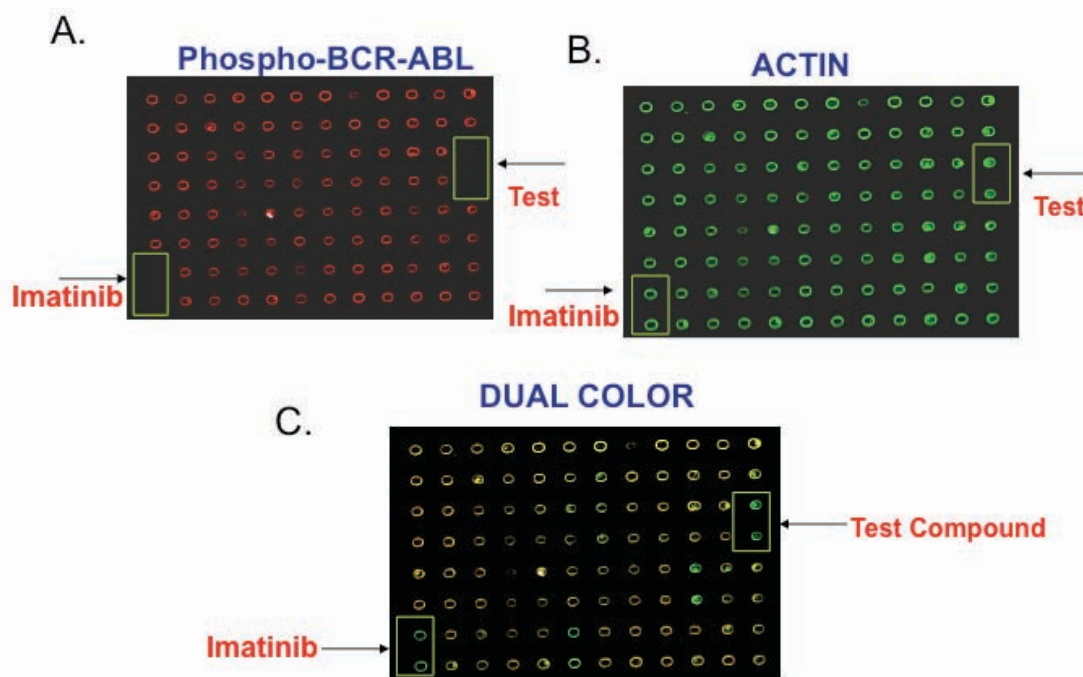 A.
Phospho-BCR-ABL
Test
Imatinib
B.
ACTIN
Test
Imatinib
C.
DUAL COLOR
Test Compound
Imatinib